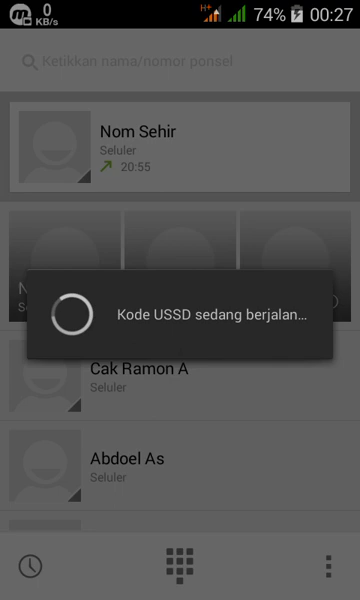 0
KB/s
H+
74%
00:27
Ketikkan nama/nomor ponsel
Nom Sehir
Seluler
20:55
Kode USSD sedang berjalan...
Cak Ramon A
Seluler
Abdoel As
Seluler